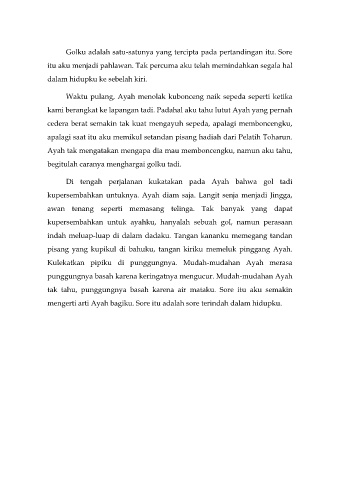 Golku adalah satu-satunya yang tercipta pada pertandingan itu. Sore
itu aku menjadi pahlawan. Tak percuma aku telah memindahkan segala hal
dalam hidupku ke sebelah kiri.
Waktu pulang, Ayah menolak kubonceng naik sepeda seperti ketika
kami berangkat ke lapangan tadi. Padahal aku tahu lutut Ayah yang pernah
cedera berat semakin tak kuat mengayuh sepeda, apalagi memboncengku,
apalagi saat itu aku memikul setandan pisang hadiah dari Pelatih Toharun.
Ayah tak mengatakan mengapa dia mau memboncengku, namun aku tahu,
begitulah caranya menghargai golku tadi.
Di tengah perjalanan kukatakan pada Ayah bahwa gol tadi
kupersembahkan untuknya. Ayah diam saja. Langit senja menjadi Jingga,
awan tenang seperti memasang telinga. Tak banyak yang dapat
kupersembahkan untuk ayahku, hanyalah sebuah gol, namun perasaan
indah meluap-luap di dalam dadaku. Tangan kananku memegang tandan
pisang yang kupikul di bahuku, tangan kiriku memeluk pinggang Ayah.
Kulekatkan pipiku di punggungnya. Mudah-mudahan Ayah merasa
punggungnya basah karena keringatnya mengucur. Mudah-mudahan Ayah
tak tahu, punggungnya basah karena air mataku. Sore itu aku semakin
mengerti arti Ayah bagiku. Sore itu adalah sore terindah dalam hidupku.